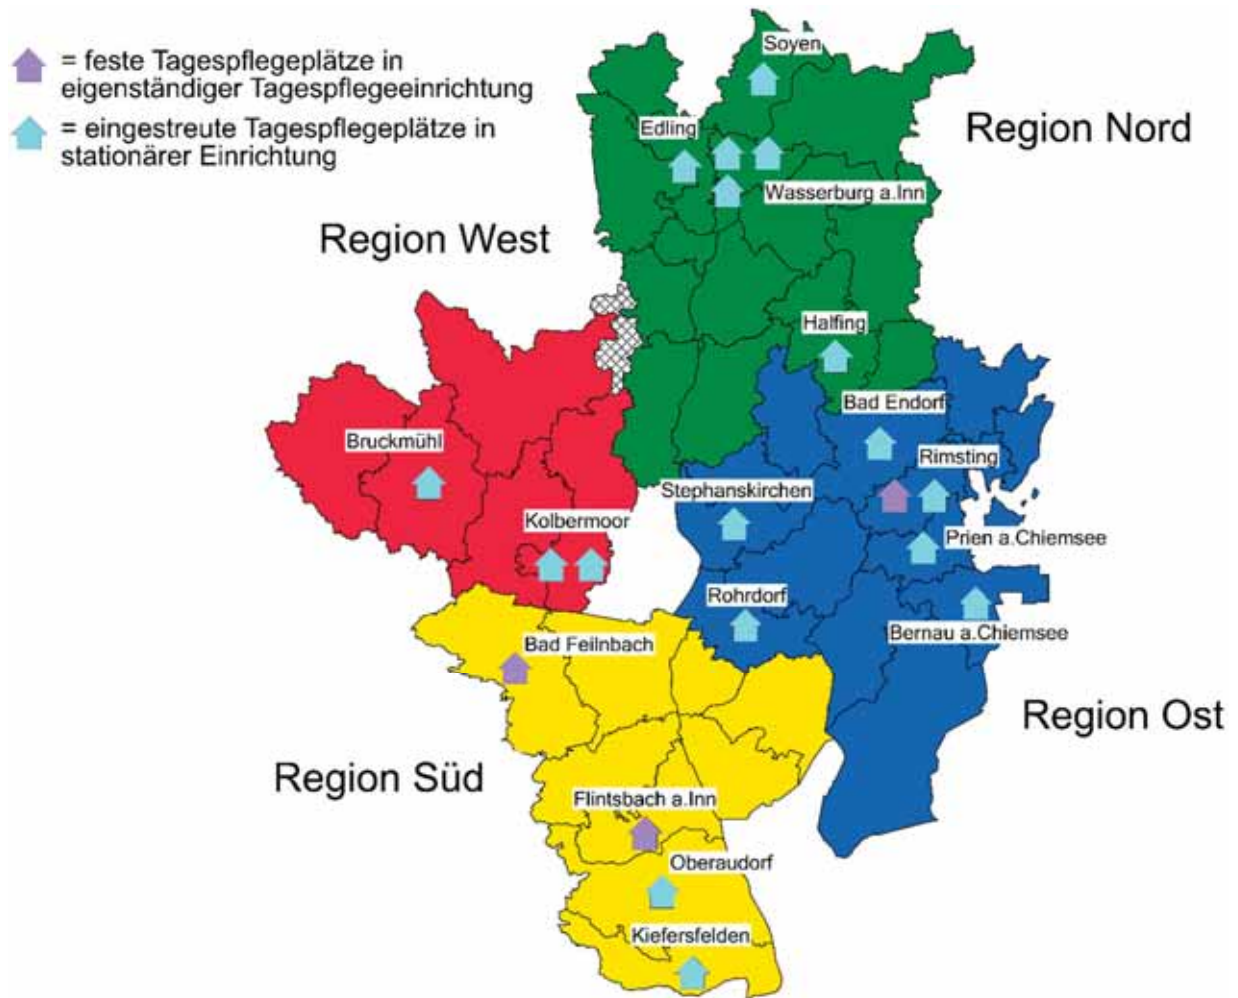 = feste Tagespflegeplätze in
eigenständiger Tagespflegeeinrichtung
= eingestreute Tagespflegeplätze in
stationärer Einrichtung
Soyen
Region Nord
Edling
Wasserburg a.Inn
Region West
Halfing
Bad Endorf
Bruckmühl
Rimsting
Stephanskirchen
Kolbermoor
Prien a.Chiemsee
Rohrdorf
Bernau a.Chiemsee
Bad Feilnbach
Region Ost
Region Süd
Flintsbach a.Inn
Oberaudorf
Kiefersfelden